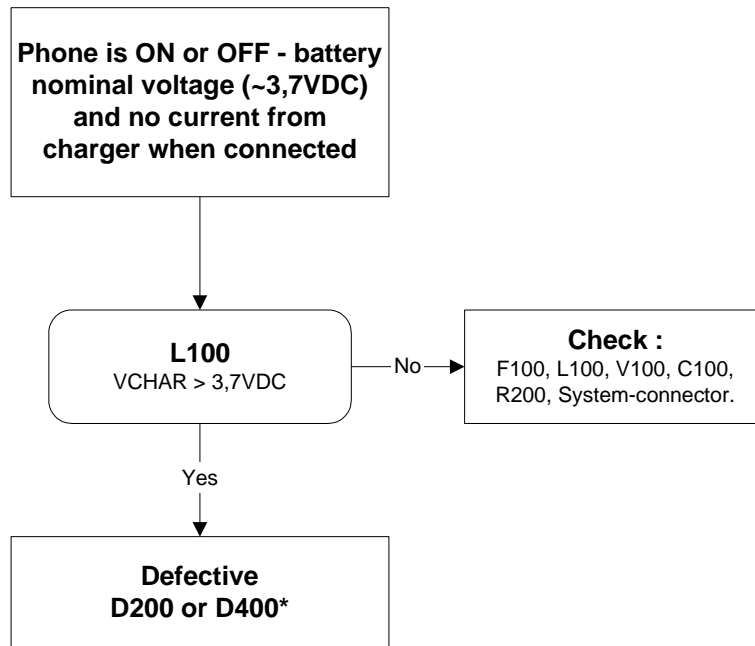 Phone is ON or OFF - battery
nominal voltage (~3,7VDC)
and no current from
charger when connected
L100
VCHAR > 3,7VDC
No
Check :
F100, L100, V100, C100,
R200, System-connector.
Yes
Defective
D200 or D400*